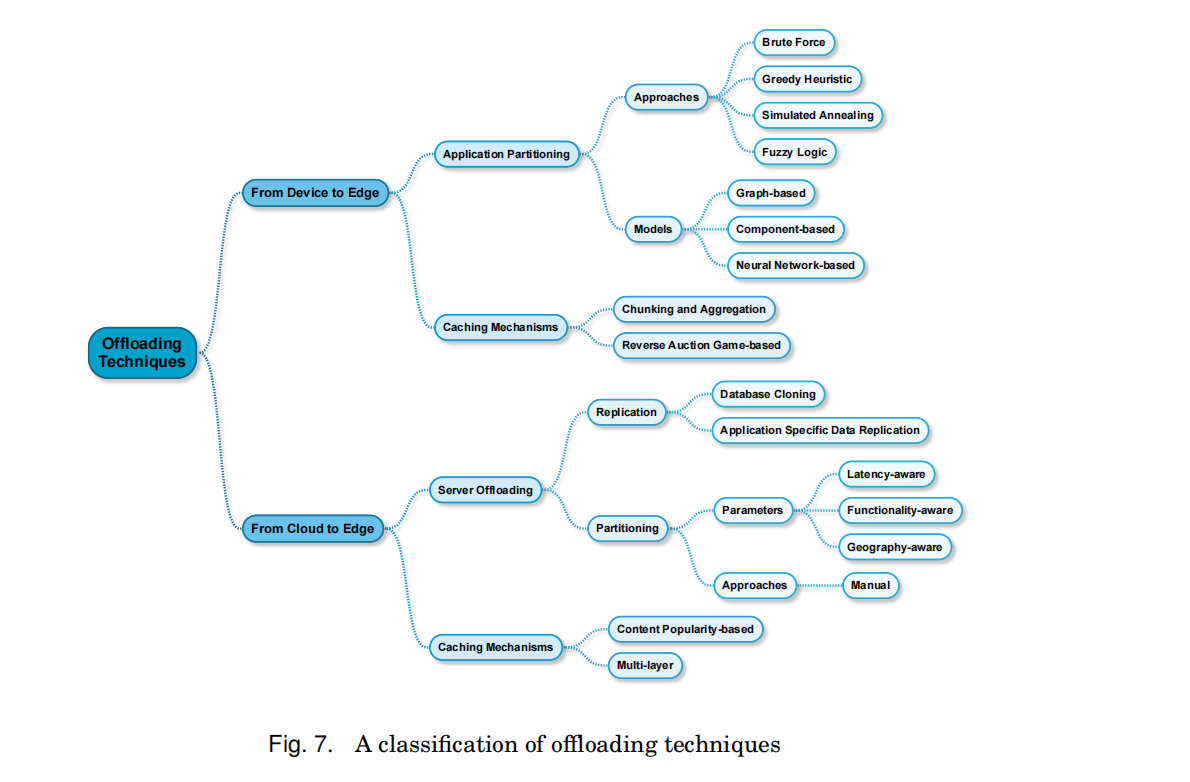 Brute Force
Greedy Heuristic
Approaches
Simulated Annealing
Application Partitioning
Fuzzy Logic
From Device to Edge
Graph-based
Models
Component-based
Neural Network-based
Chunking and Aggregation
Caching Mechanisms
Reverse Auction Game-based
Offloading
Techniques
Database Cloning
Replication
Application Specific Data Replication
Server Offloading
Latency-aware
Parameters
Functionality-aware
From Cloud to Edge
Partitioning
Geography-aware
Approaches
Manual
Content Popularity-based
Caching Mechanisms
Multi-layer
Fig. 7. A classification of offloading techniques